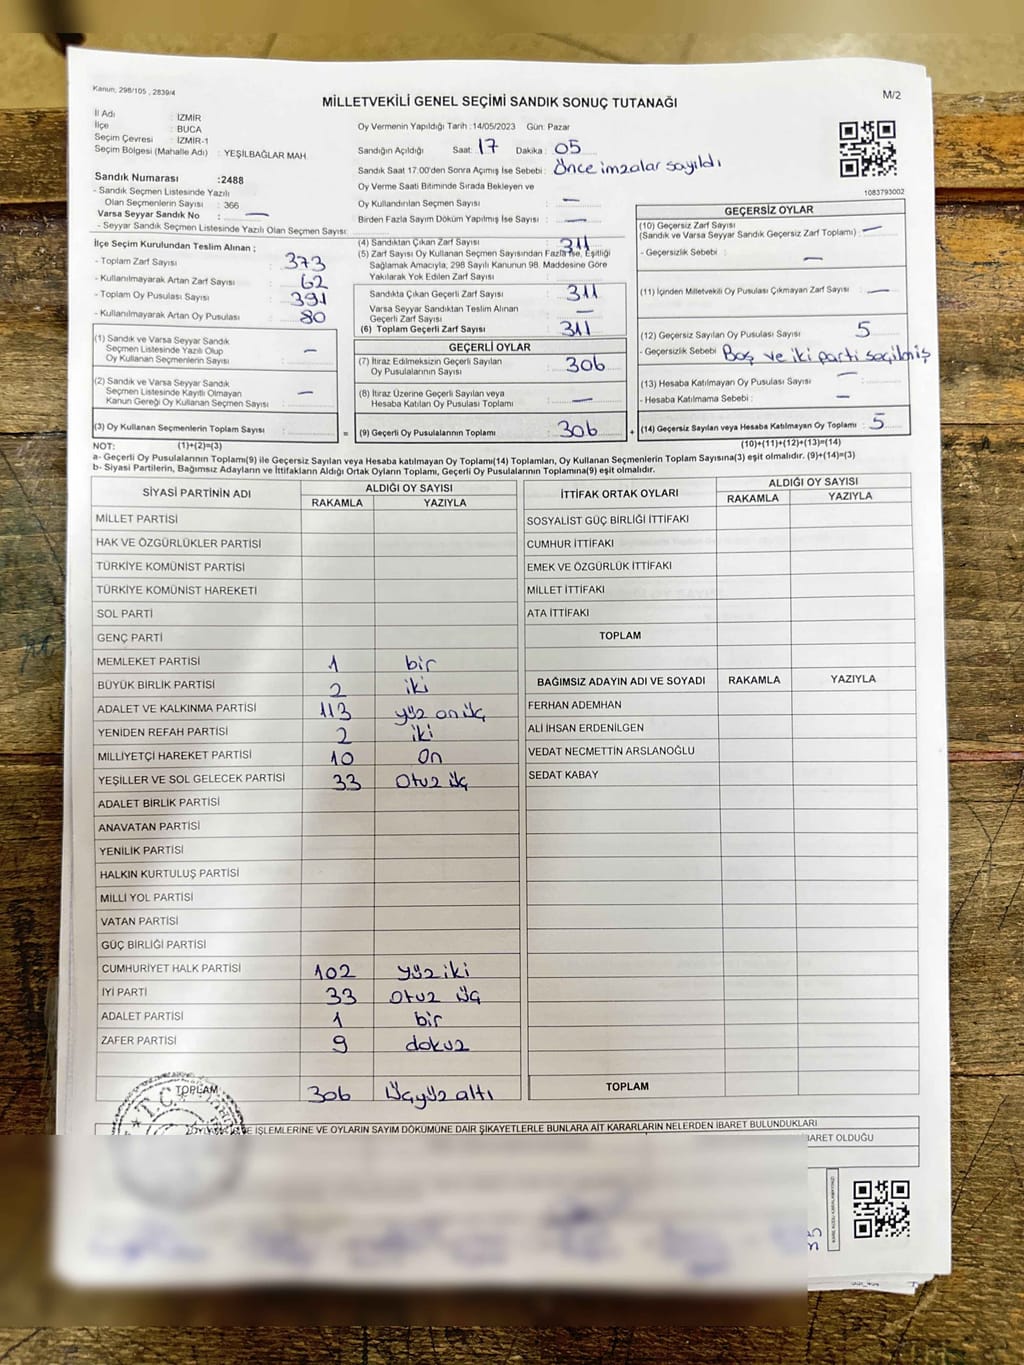 Kanun, 298/105 , 2839/4
M/2
MİLLETVEKİLİ GENEL SEÇİMİ SANDIK SONUÇ TUTANAĞI
İl Adı : İZMİR
İlçe : BUCA
Seçim Çevresi : İZMİR-1
Seçim Bölgesi (Mahalle Adı) : YEŞİLBAĞLAR MAH.
Sandık Numarası :2488
- Sandık Seçmen Listesinde Yazılı
Olan Seçmenlerin Sayısı : 366
Varsa Seyyar Sandık No : —
- Seyyar Sandık Seçmen Listesinde Yazılı Olan Seçmen Sayısı:
Oy Vermenin Yapıldığı Tarih :14/05/2023 Gün: Pazar
Sandığın Açıldığı Saat: 17 Dakika : 05
Sandık Saat 17:00'den Sonra Açımış İse Sebebi: Önce imzalar sayıldı
Oy Verme Saati Bitiminde Sırada Bekleyen ve
Oy Kullandırılan Seçmen Sayısı : —
Birden Fazla Sayım Döküm Yapılmış İse Sayısı : —
1083793002
İlçe Seçim Kurulundan Teslim Alınan ;
- Toplam Zarf Sayısı : 373
- Kullanılmayarak Artan Zarf Sayısı : 62
- Toplam Oy Pusulası Sayısı : 391
- Kullanılmayarak Artan Oy Pusulası : 80
(1) Sandık ve Varsa Seyyar Sandık
Seçmen Listesinde Yazılı Olup
Oy Kullanan Seçmenlerin Sayısı : —
(2) Sandık ve Varsa Seyyar Sandık
Seçmen Listesinde Kayıtlı Olmayan
Kanun Gereği Oy Kullanan Seçmen Sayısı : —
(3) Oy Kullanan Seçmenlerin Toplam Sayısı :
(4) Sandıktan Çıkan Zarf Sayısı : 311
(5) Zarf Sayısı Oy Kullanan Seçmen Sayısından Fazla İse, Eşitliği
Sağlamak Amacıyla, 298 Sayılı Kanunun 98. Maddesine Göre
Yakılarak Yok Edilen Zarf Sayısı :
Sandıkta Çıkan Geçerli Zarf Sayısı : 311
Varsa Seyyar Sandıktan Teslim Alınan
Geçerli Zarf Sayısı : —
(6) Toplam Geçerli Zarf Sayısı : 311
GEÇERLİ OYLAR
(7) İtiraz Edilmeksizin Geçerli Sayılan
Oy Pusulalarının Sayısı : 306
(8) İtiraz Üzerine Geçerli Sayılan veya
Hesaba Katılan Oy Pusulası Toplamı : —
= (9) Geçerli Oy Pusulalarının Toplamı : 306
GEÇERSİZ OYLAR
(10) Geçersiz Zarf Sayısı
(Sandık ve Varsa Seyyar Sandık Geçersiz Zarf Toplamı) : —
- Geçersizlik Sebebi : —
(11) İçinden Milletvekili Oy Pusulası Çıkmayan Zarf Sayısı : —
(12) Geçersiz Sayılan Oy Pusulası Sayısı : 5
- Geçersizlik Sebebi : Boş ve iki parti seçilmiş
(13) Hesaba Katılmayan Oy Pusulası Sayısı : —
- Hesaba Katılmama Sebebi : —
+ (14) Geçersiz Sayılan veya Hesaba Katılmayan Oy Toplamı : 5
NOT: (1)+(2)=(3) (10)+(11)+(12)+(13)=(14)
a- Geçerli Oy Pusulalarının Toplamı(9) ile Geçersiz Sayılan veya Hesaba katılmayan Oy Toplamı(14) Toplamları, Oy Kullanan Seçmenlerin Toplam Sayısına(3) eşit olmalıdır. (9)+(14)=(3)
b- Siyasi Partilerin, Bağımsız Adayların ve İttifakların Aldığı Ortak Oyların Toplamı, Geçerli Oy Pusulalarının Toplamına(9) eşit olmalıdır.
SİYASİ PARTİNİN ADI ALDIĞI OY SAYISI
RAKAMLA YAZIYLA
MİLLET PARTİSİ
HAK VE ÖZGÜRLÜKLER PARTİSİ
TÜRKİYE KOMÜNİST PARTİSİ
TÜRKİYE KOMÜNİST HAREKETİ
SOL PARTİ
GENÇ PARTİ
MEMLEKET PARTİSİ 1 bir
BÜYÜK BİRLİK PARTİSİ 2 iki
ADALET VE KALKINMA PARTİSİ 113 yüz on üç
YENİDEN REFAH PARTİSİ 2 iki
MİLLİYETÇİ HAREKET PARTİSİ 10 On
YEŞİLLER VE SOL GELECEK PARTİSİ 33 Otuz üç
ADALET BİRLİK PARTİSİ
ANAVATAN PARTİSİ
YENİLİK PARTİSİ
HALKIN KURTULUŞ PARTİSİ
MİLLİ YOL PARTİSİ
VATAN PARTİSİ
GÜÇ BİRLİĞİ PARTİSİ
CUMHURİYET HALK PARTİSİ 102 yüz iki
İYİ PARTİ 33 otuz üç
ADALET PARTİSİ 1 bir
ZAFER PARTİSİ 9 dokuz
TOPLAM 306 Üçyüz altı
İTTİFAK ORTAK OYLARI ALDIĞI OY SAYISI
RAKAMLA YAZIYLA
SOSYALİST GÜÇ BİRLİĞİ İTTİFAKI
CUMHUR İTTİFAKI
EMEK VE ÖZGÜRLÜK İTTİFAKI
MİLLET İTTİFAKI
ATA İTTİFAKI
TOPLAM
BAĞIMSIZ ADAYIN ADI VE SOYADI RAKAMLA YAZIYLA
FERHAN ADEMHAN
ALİ İHSAN ERDENİLGEN
VEDAT NECMETTİN ARSLANOĞLU
SEDAT KABAY
TOPLAM
T.C.
İŞLEMLERİNE VE OYLARIN SAYIM DÖKÜMÜNE DAİR ŞİKAYETLERLE BUNLARA AİT KARARLARIN NELERDEN İBARET BULUNDUKLARI
İBARET OLDUĞU